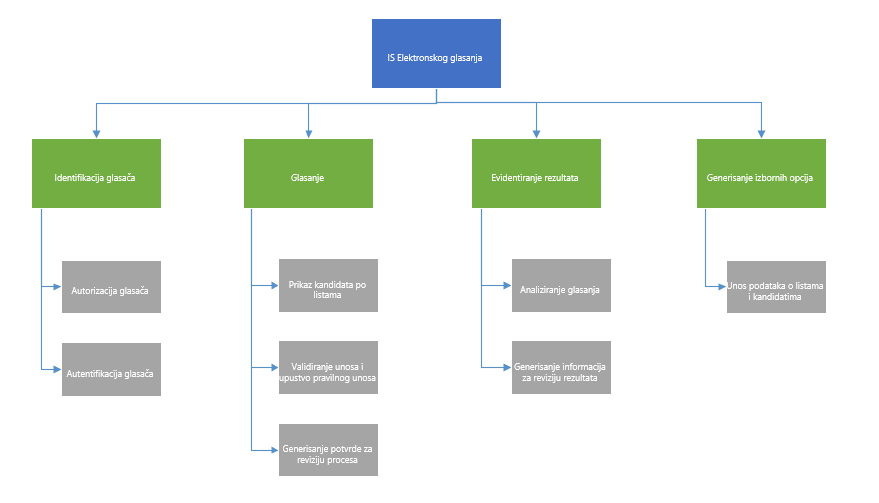 IS Elektronskog glasanja
Identifikacija glasača
Glasanje
Evidentiranje rezultata
Generisanje izbornih opcija
Autorizacija glasača
Autentifikacija glasača
Prikaz kandidata po
listama
Validiranje unosa i
upustvo pravilnog unosa
Generisanje potvrde za
reviziju procesa
Analiziranje glasanja
Generisanje informacija
za reviziju rezultata
Unos podataka o listama
i kandidatima